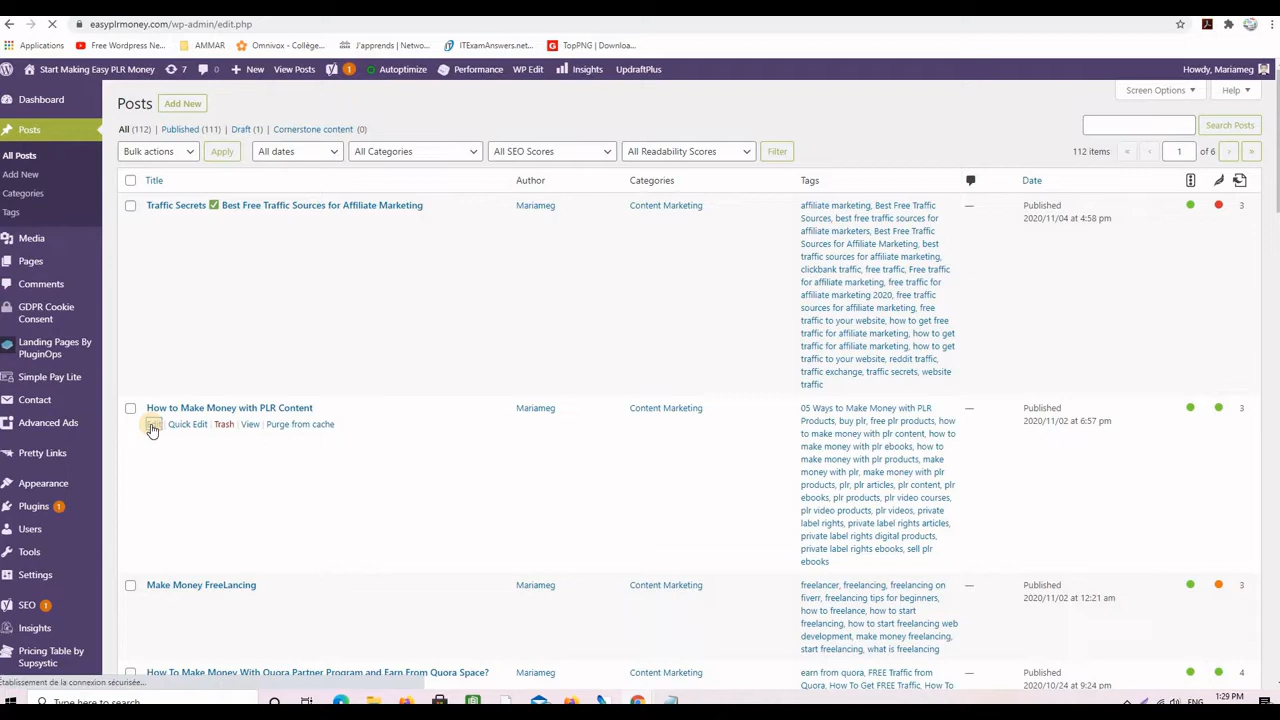 easyplrmoney.com/wp-admin/edit.php
Applications
Free Wordpress Ne...
AMMAR
Omnivox - Collège...
J'apprends | Netwo...
ITExamAnswers.net...
TopPNG | Downloa...
Start Making Easy PLR Money
7
0
New
View Posts
1
Autoptimize
Performance
WP Edit
Insights
UpdraftPlus
Howdy, Mariameg
Dashboard
Posts
All Posts
Add New
Categories
Tags
Media
Pages
Comments
GDPR Cookie
Consent
Landing Pages By
PluginOps
Simple Pay Lite
Contact
Advanced Ads
Pretty Links
Appearance
Plugins 1
Users
Tools
Settings
SEO 1
Insights
Pricing Table by
Supsystic
Posts
Add New
Screen Options
Help
All (112) | Published (111) | Draft (1) | Cornerstone content (0)
Search Posts
Bulk actions
Apply
All dates
All Categories
All SEO Scores
All Readability Scores
Filter
112 items
«
‹
1
of 6
›
»
Title
Author
Categories
Tags
Date
Traffic Secrets ✅ Best Free Traffic Sources for Affiliate Marketing
Mariameg
Content Marketing
affiliate marketing, Best Free Traffic
Sources, best free traffic sources for
affiliate marketers, Best Free Traffic
Sources for Affiliate Marketing, best
traffic sources for affiliate marketing,
clickbank traffic, free traffic, Free traffic
for affiliate marketing, free traffic for
affiliate marketing 2020, free traffic
sources for affiliate marketing, free
traffic to your website, how to get free
traffic for affiliate marketing, how to get
traffic for affiliate marketing, how to get
traffic to your website, reddit traffic,
traffic exchange, traffic secrets, website
traffic
—
Published
2020/11/04 at 4:58 pm
3
How to Make Money with PLR Content
Quick Edit | Trash | View | Purge from cache
Mariameg
Content Marketing
05 Ways to Make Money with PLR
Products, buy plr, free plr products, how
to make money with plr content, how
to make money with plr ebooks, how to
make money with plr products, make
money with plr, make money with plr
products, plr, plr articles, plr content, plr
ebooks, plr products, plr video courses,
plr video products, plr videos, private
label rights, private label rights articles,
private label rights digital products,
private label rights ebooks, sell plr
ebooks
—
Published
2020/11/02 at 6:57 pm
3
Make Money FreeLancing
Mariameg
Content Marketing
freelancer, freelancing, freelancing on
fiverr, freelancing tips for beginners,
how to freelance, how to start
freelancing, how to start freelancing web
development, make money freelancing,
start freelancing, what is freelancing
—
Published
2020/11/02 at 12:21 am
3
How To Make Money With Quora Partner Program and Earn From Quora Space?
Mariameg
Content Marketing
earn from quora, FREE Traffic from
Quora, How To Get FREE Traffic, How To
—
Published
2020/10/24 at 9:24 pm
4
Établissement de la connexion sécurisée...
Type here to search
ENG
1:29 PM